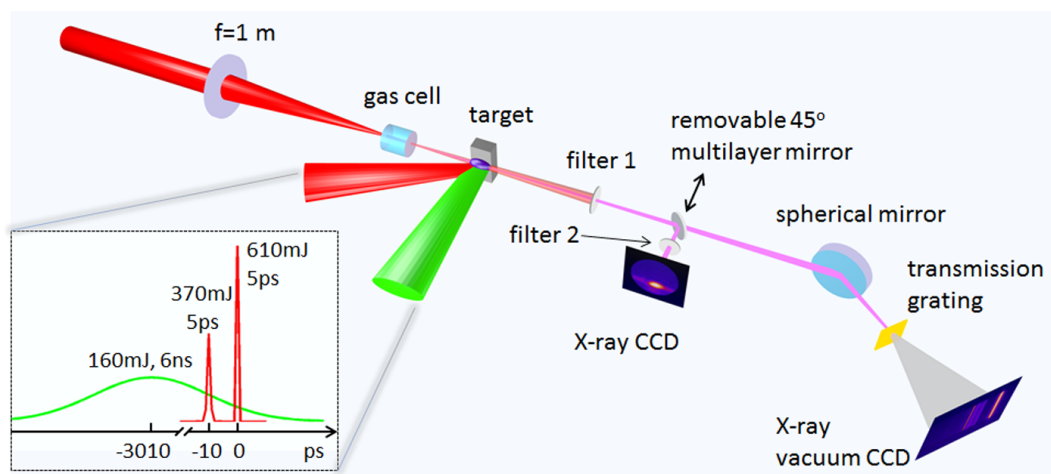 f=1 m
gas cell
target
filter 1
removable 45º
multilayer mirror
spherical mirror
filter 2
transmission
grating
X-ray CCD
X-ray
vacuum CCD
610mJ
5ps
370mJ
5ps
160mJ, 6ns
-3010 -10 0 ps